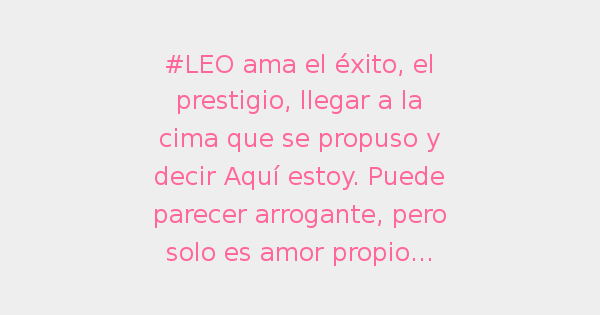 #LEO ama el éxito, el
prestigio, llegar a la
cima que se propuso y
decir Aquí estoy. Puede
parecer arrogante, pero
solo es amor propio...